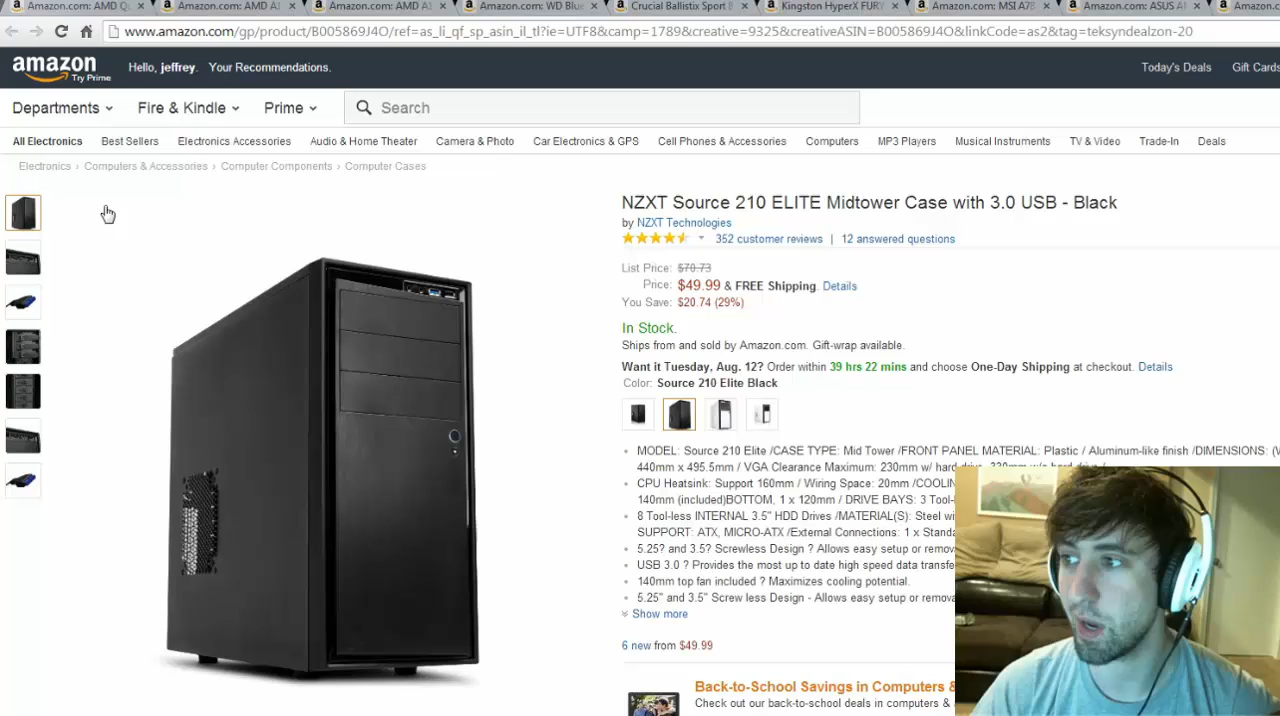 Amazon.com: AMD Q
Amazon.com: AMD A
Amazon.com: AMD A
Amazon.com: WD Blue
Crucial Ballistix Sport 8
Kingston HyperX FURY
Amazon.com: MSI A78
Amazon.com: ASUS A
Amazon.co
www.amazon.com/gp/product/B005869J4O/ref=as_li_qf_sp_asin_il_tl?ie=UTF8&camp=1789&creative=9325&creativeASIN=B005869J4O&linkCode=as2&tag=teksyndealzon-20
amazon
Try Prime
Hello, jeffrey. Your Recommendations.
Today's Deals Gift Cards
Departments Fire & Kindle Prime Search
All Electronics Best Sellers Electronics Accessories Audio & Home Theater Camera & Photo Car Electronics & GPS Cell Phones & Accessories Computers MP3 Players Musical Instruments TV & Video Trade-In Deals
Electronics › Computers & Accessories › Computer Components › Computer Cases
NZXT Source 210 ELITE Midtower Case with 3.0 USB - Black
by NZXT Technologies
352 customer reviews | 12 answered questions
List Price: $70.73
Price: $49.99 & FREE Shipping. Details
You Save: $20.74 (29%)
In Stock.
Ships from and sold by Amazon.com. Gift-wrap available.
Want it Tuesday, Aug. 12? Order within 39 hrs 22 mins and choose One-Day Shipping at checkout. Details
Color: Source 210 Elite Black
MODEL: Source 210 Elite /CASE TYPE: Mid Tower /FRONT PANEL MATERIAL: Plastic / Aluminum-like finish /DIMENSIONS: (
440mm x 495.5mm / VGA Clearance Maximum: 230mm w/ hard drive,
CPU Heatsink: Support 160mm / Wiring Space: 20mm /COOLIN
140mm (included)BOTTOM, 1 x 120mm / DRIVE BAYS: 3 Tool-
8 Tool-less INTERNAL 3.5" HDD Drives /MATERIAL(S): Steel wi
SUPPORT: ATX, MICRO-ATX /External Connections: 1 x Standa
5.25? and 3.5? Screwless Design ? Allows easy setup or remov
USB 3.0 ? Provides the most up to date high speed data transfe
140mm top fan included ? Maximizes cooling potential.
5.25" and 3.5" Screw less Design - Allows easy setup or remova
Show more
6 new from $49.99
Back-to-School Savings in Computers &
Check out our back-to-school deals in computers &